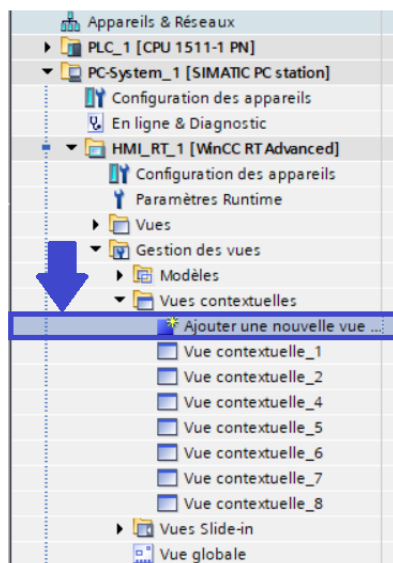 Appareils & Réseaux
PLC_1 [CPU 1511-1 PN]
PC-System_1 [SIMATIC PC station]
Configuration des appareils
En ligne & Diagnostic
HMI_RT_1 [WinCC RT Advanced]
Configuration des appareils
Paramètres Runtime
Vues
Gestion des vues
Modèles
Vues contextuelles
Ajouter une nouvelle vue ...
Vue contextuelle_1
Vue contextuelle_2
Vue contextuelle_4
Vue contextuelle_5
Vue contextuelle_6
Vue contextuelle_7
Vue contextuelle_8
Vues Slide-in
Vue globale